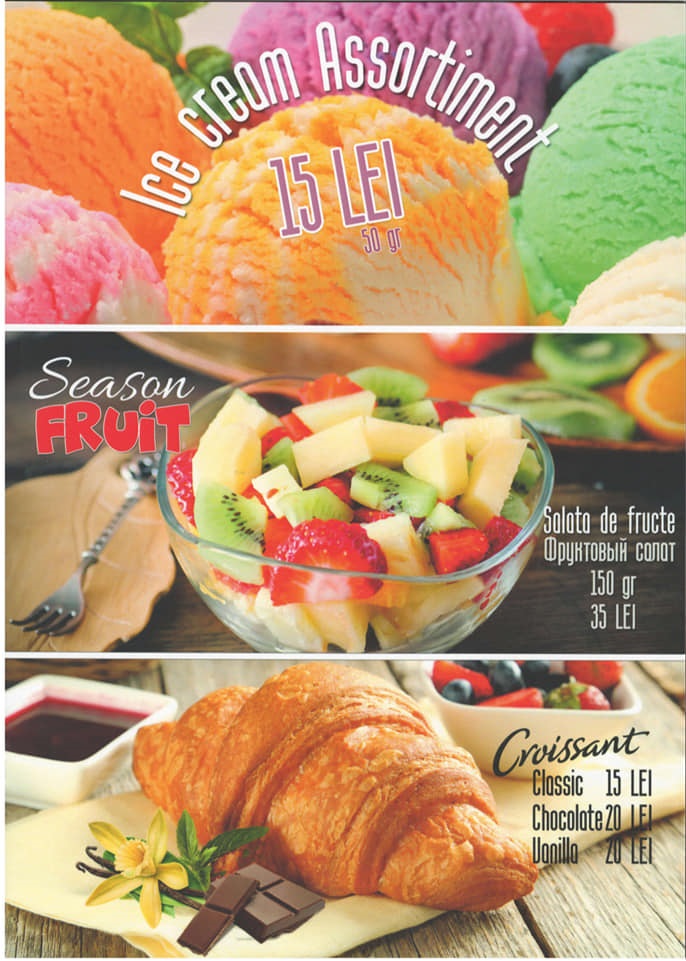 Ice cream Assortiment
15 LEI
50 gr
Season
FRUiT
Salata de fructe
Фруктовый салат
150 gr
35 LEI
Croissant
Classic 15 LEI
Chocolate 20 LEI
Vanilla 20 LEI